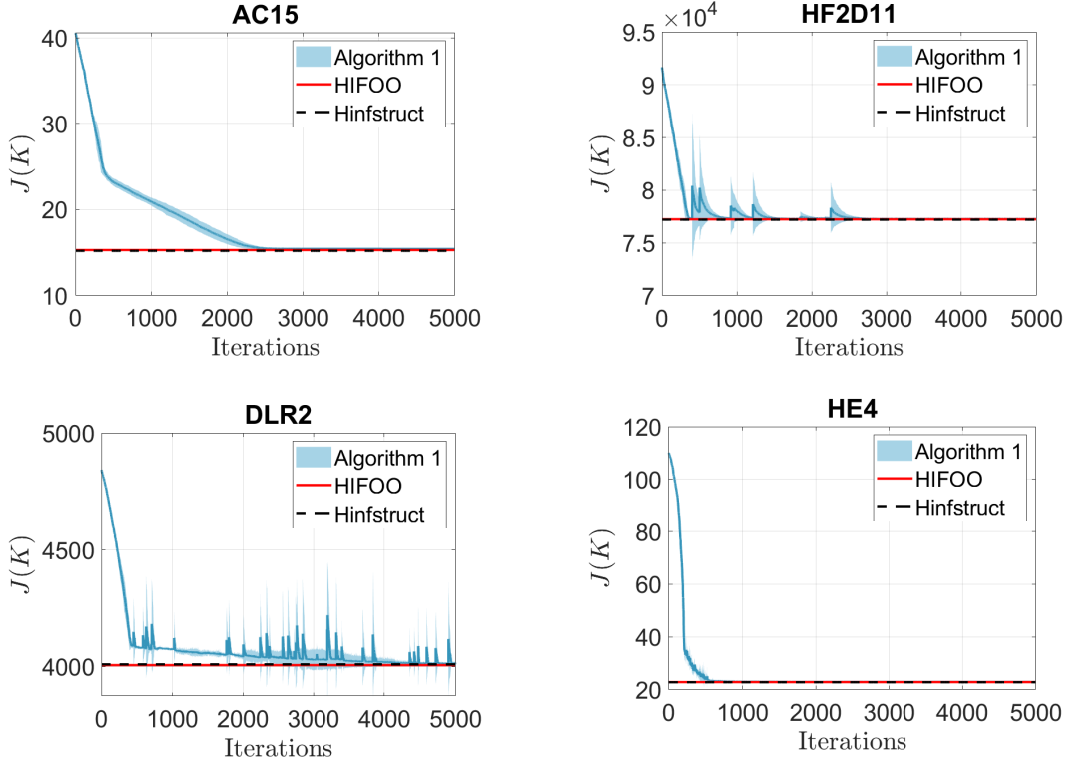 AC15
40
30
20
10
J(K)
0 1000 2000 3000 4000 5000
Iterations
Algorithm 1
HIFOO
Hinfstruct
HF2D11
×10⁴
9.5
9
8.5
8
7.5
7
J(K)
0 1000 2000 3000 4000 5000
Iterations
Algorithm 1
HIFOO
Hinfstruct
DLR2
5000
4500
4000
J(K)
0 1000 2000 3000 4000 5000
Iterations
Algorithm 1
HIFOO
Hinfstruct
HE4
120
100
80
60
40
20
J(K)
0 1000 2000 3000 4000 5000
Iterations
Algorithm 1
HIFOO
Hinfstruct